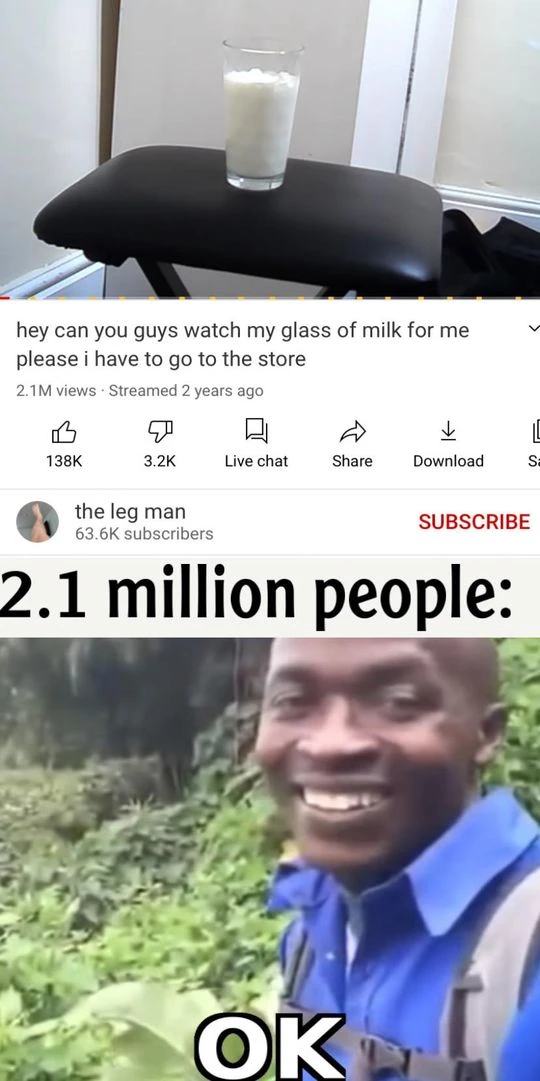 hey can you guys watch my glass of milk for me
please i have to go to the store
2.1M views · Streamed 2 years ago
138K
3.2K
Live chat
Share
Download
Sa
the leg man
63.6K subscribers
SUBSCRIBE
2.1 million people:
OK